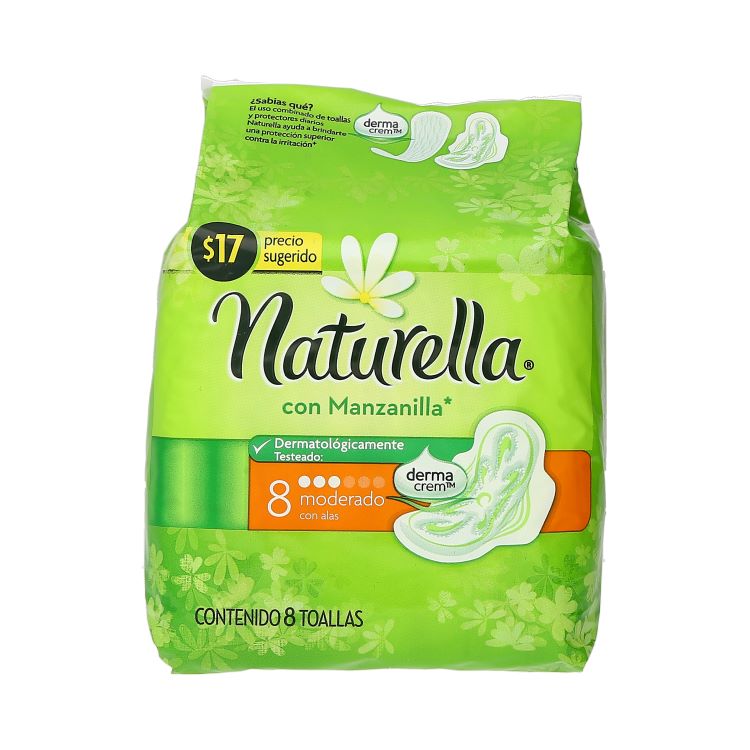 ¿sabías qué?
El uso combinado de toallas
y protectores diarios
Naturella ayuda a brindarte
una protección superior
contra la irritación*
derma
crem™
$17
precio
sugerido
Naturella®
con Manzanilla*
✓ Dermatológicamente
Testeado:
8
moderado
con alas
derma
crem™
CONTENIDO 8 TOALLAS